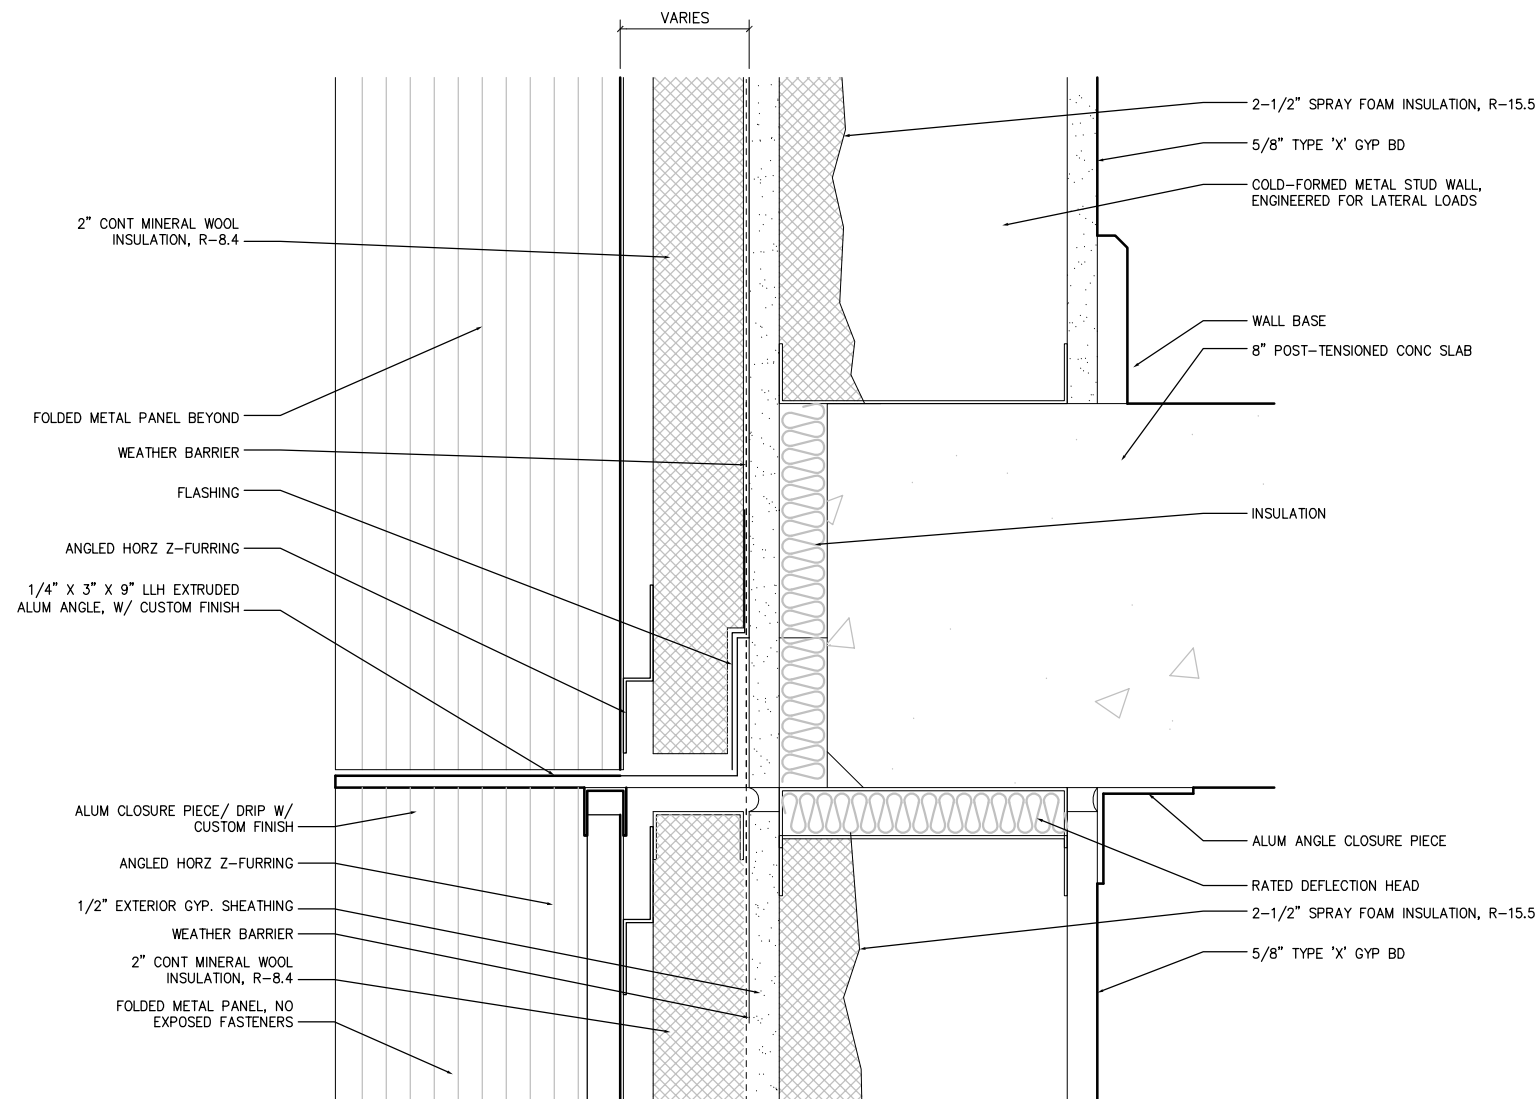 VARIES
2" CONT MINERAL WOOL
INSULATION, R-8.4
FOLDED METAL PANEL BEYOND
WEATHER BARRIER
FLASHING
ANGLED HORZ Z-FURRING
1/4" X 3" X 9" LLH EXTRUDED
ALUM ANGLE, W/ CUSTOM FINISH
ALUM CLOSURE PIECE/ DRIP W/
CUSTOM FINISH
ANGLED HORZ Z-FURRING
1/2" EXTERIOR GYP. SHEATHING
WEATHER BARRIER
2" CONT MINERAL WOOL
INSULATION, R-8.4
FOLDED METAL PANEL, NO
EXPOSED FASTENERS
2-1/2" SPRAY FOAM INSULATION, R-15.5
5/8" TYPE 'X' GYP BD
COLD-FORMED METAL STUD WALL,
ENGINEERED FOR LATERAL LOADS
WALL BASE
8" POST-TENSIONED CONC SLAB
INSULATION
ALUM ANGLE CLOSURE PIECE
RATED DEFLECTION HEAD
2-1/2" SPRAY FOAM INSULATION, R-15.5
5/8" TYPE 'X' GYP BD